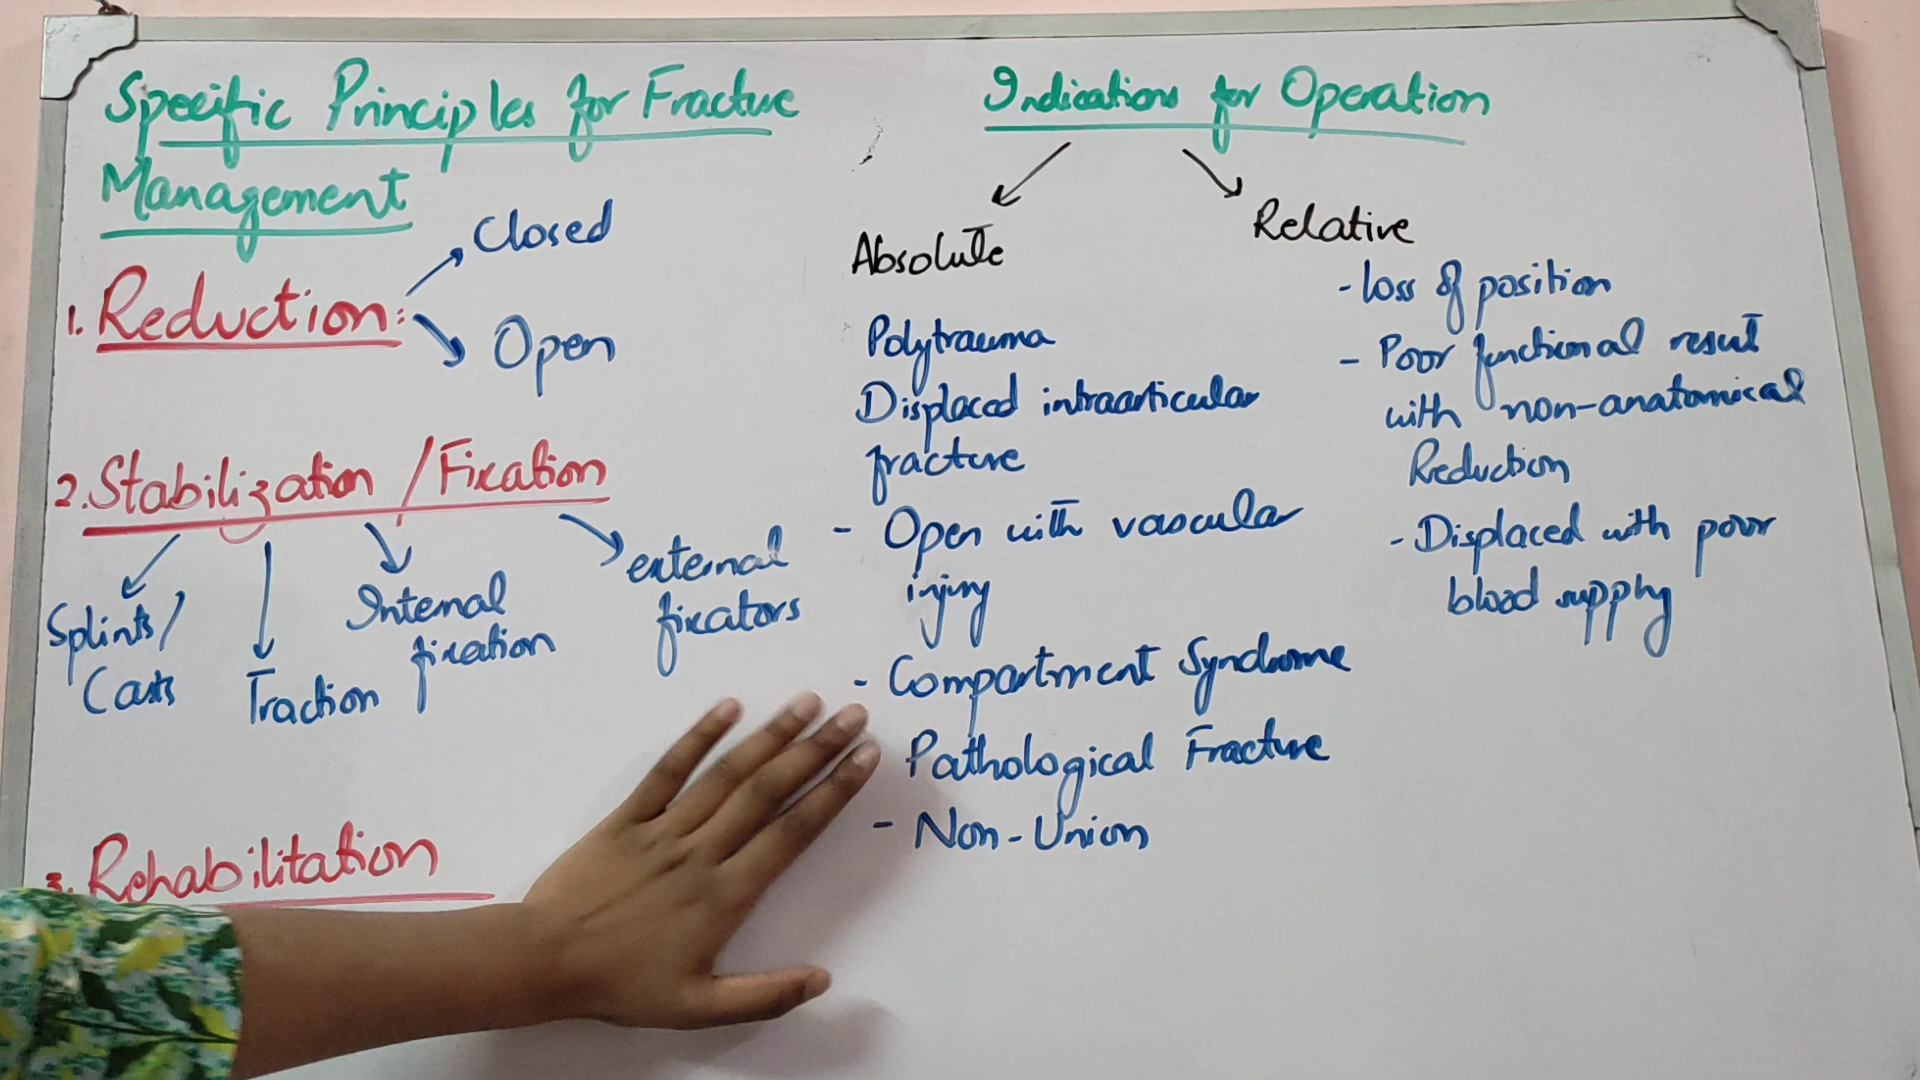 Specific Principles for Fracture
Management
1. Reduction:
Closed
Open
2. Stabilization / Fixation
Splints/
Casts
Traction
Internal
fixation
external
fixators
3. Rehabilitation
Indications for Operation
Absolute
Polytrauma
Displaced intraarticular
fracture
- Open with vascular
injury
- Compartment Syndrome
Pathological Fracture
- Non-Union
Relative
- loss of position
- Poor functional result
with non-anatomical
Reduction
- Displaced with poor
blood supply